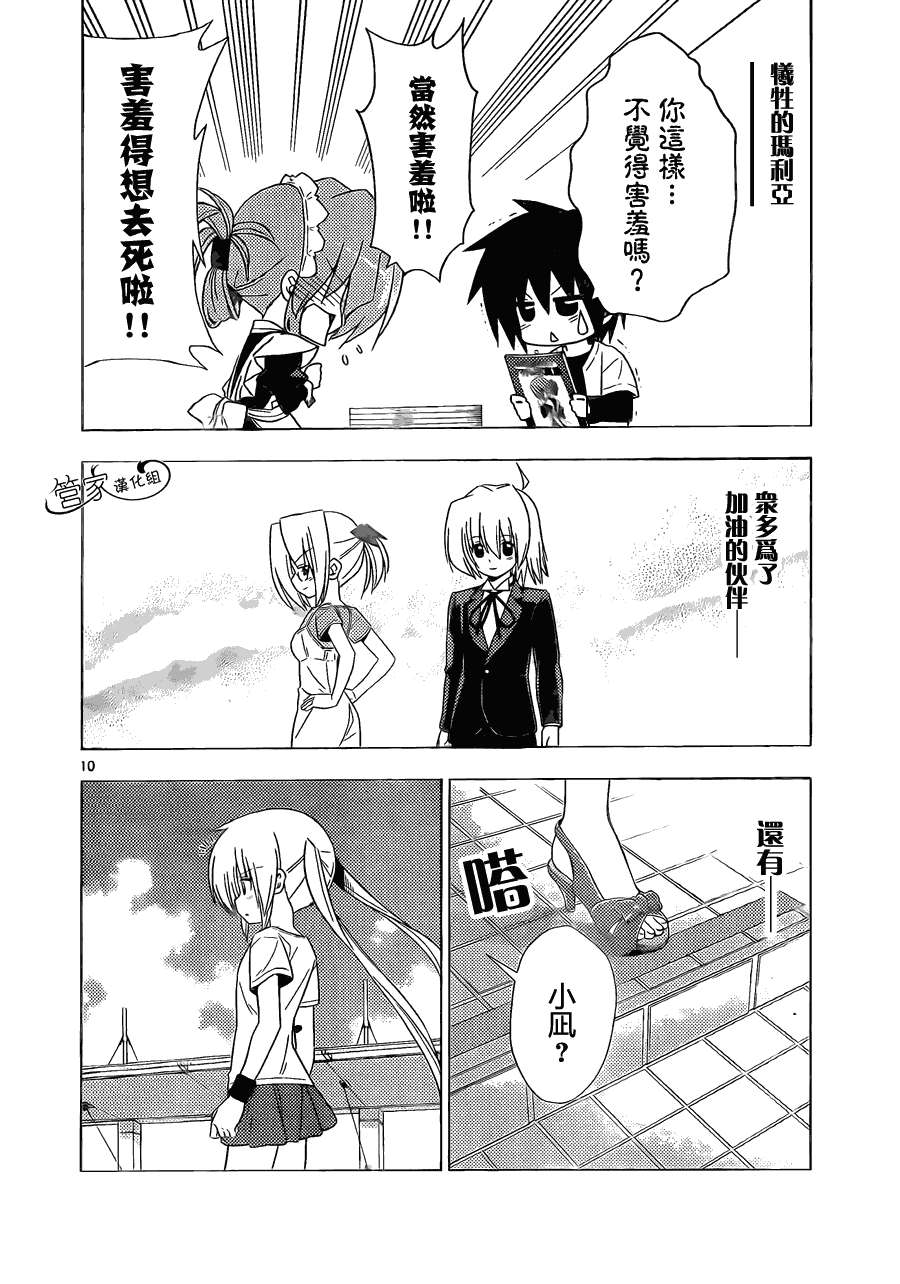 犧牲的瑪利亞
你這樣…
不覺得害羞嗎？
當然害羞啦！！
害羞得想去死啦！！
管家漢化組
眾多爲了
加油的伙伴——
10
還有——
嗒
小凪？